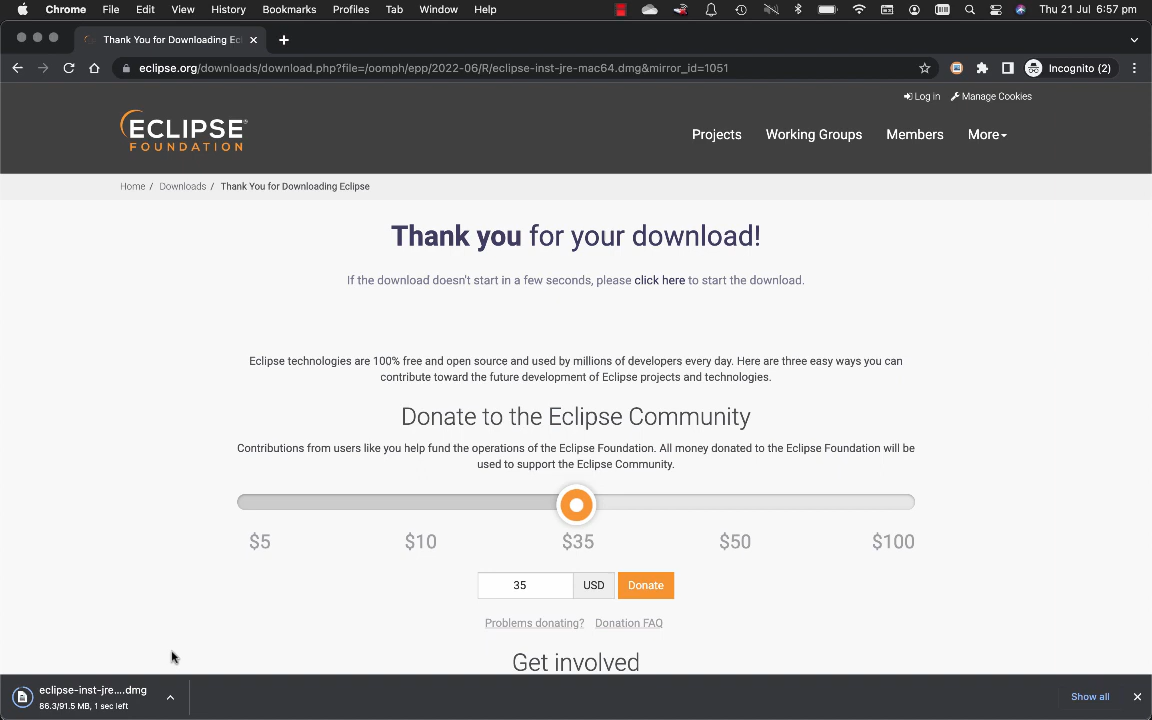 Chrome File Edit View History Bookmarks Profiles Tab Window Help Thu 21 Jul 6:57 pm
Thank You for Downloading Ecl
eclipse.org/downloads/download.php?file=/oomph/epp/2022-06/R/eclipse-inst-jre-mac64.dmg&mirror_id=1051 Incognito (2)
Log in Manage Cookies
ECLIPSE®
FOUNDATION
Projects Working Groups Members More
Home / Downloads / Thank You for Downloading Eclipse
Thank you for your download!
If the download doesn't start in a few seconds, please click here to start the download.
Eclipse technologies are 100% free and open source and used by millions of developers every day. Here are three easy ways you can
contribute toward the future development of Eclipse projects and technologies.
Donate to the Eclipse Community
Contributions from users like you help fund the operations of the Eclipse Foundation. All money donated to the Eclipse Foundation will be
used to support the Eclipse Community.
$5 $10 $35 $50 $100
35 USD Donate
Problems donating? Donation FAQ
Get involved
eclipse-inst-jre....dmg
86.3/91.5 MB, 1 sec left
Show all